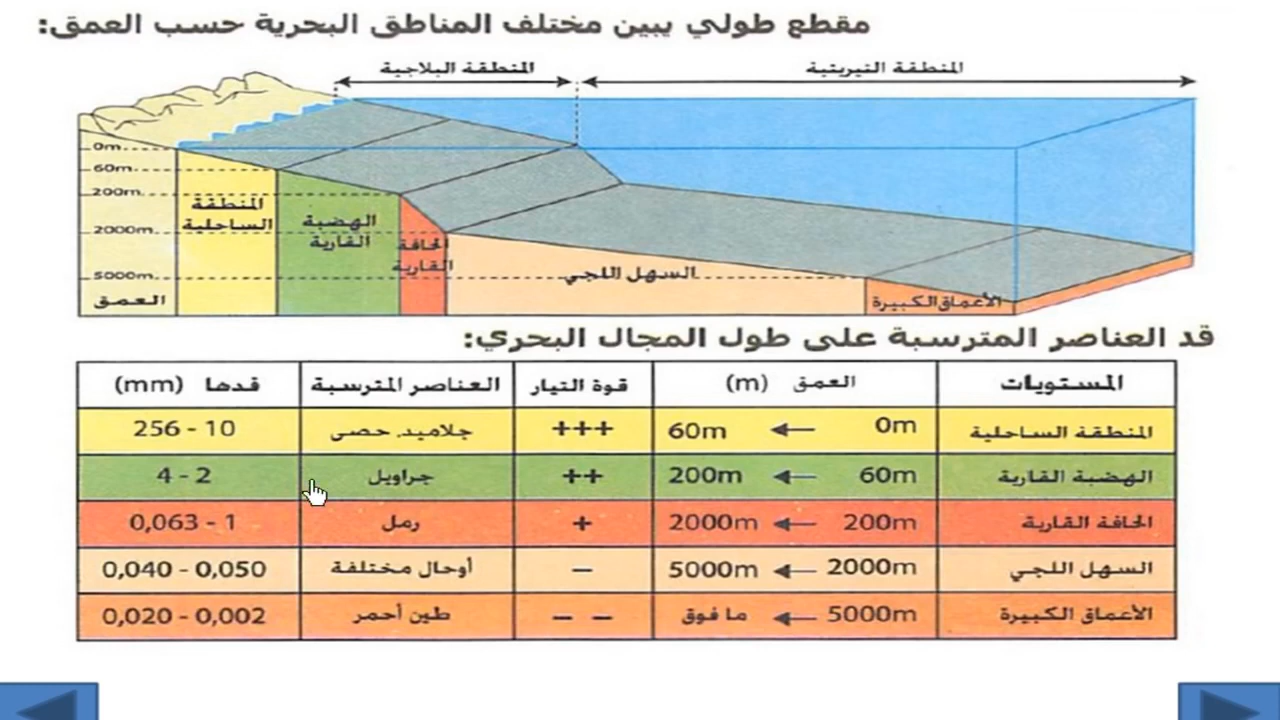 مقطع طولي يبين مختلف المناطق البحرية حسب العمق:
المنطقة البلاجية
المنطقة النيريتية
0m
60m
200m
2000m
5000m
العمق
المنطقة
الساحلية
الهضبة
القارية
الحافة
القارية
السهل اللجي
الأعماق الكبيرة
قد العناصر المترسبة على طول المجال البحري:
المستويات العمق (m) قوة التيار العناصر المترسبة قدها (mm)
المنطقة الساحلية 0m ← 60m +++ جلاميد. حصى 256 - 10
الهضبة القارية 60m ← 200m ++ جراويل 4 - 2
الحافة القارية 200m ← 2000m + رمل 0,063 - 1
السهل اللجي 2000m ← 5000m – أوحال مختلفة 0,040 - 0,050
الأعماق الكبيرة 5000m ← ما فوق – – طين أحمر 0,020 - 0,002